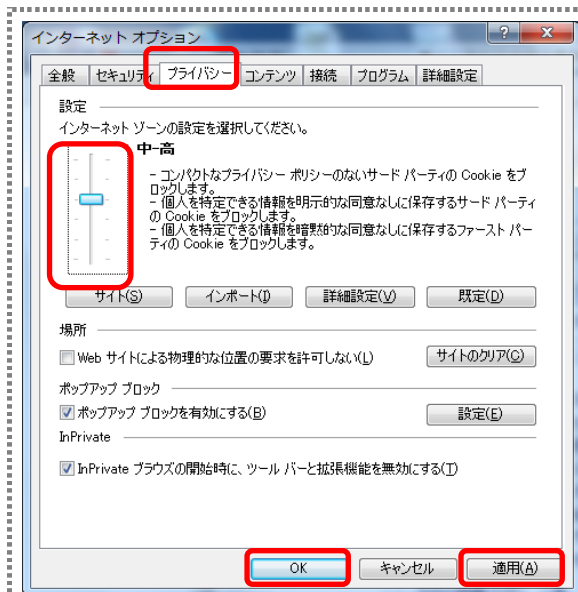 インターネット オプション
全般 セキュリティ プライバシー コンテンツ 接続 プログラム 詳細設定
設定
インターネット ゾーンの設定を選択してください。
中-高
- コンパクトなプライバシー ポリシーのないサード パーティの Cookie をブ
ロックします。
- 個人を特定できる情報を明示的な同意なしに保存するサード パーティ
の Cookie をブロックします。
- 個人を特定できる情報を暗黙的な同意なしに保存するファースト パー
ティの Cookie をブロックします。
サイト(S) インポート(I) 詳細設定(V) 既定(D)
場所
Web サイトによる物理的な位置の要求を許可しない(L) サイトのクリア(C)
ポップアップ ブロック
ポップアップ ブロックを有効にする(B) 設定(E)
InPrivate
InPrivate ブラウズの開始時に、ツール バーと拡張機能を無効にする(T)
OK キャンセル 適用(A)